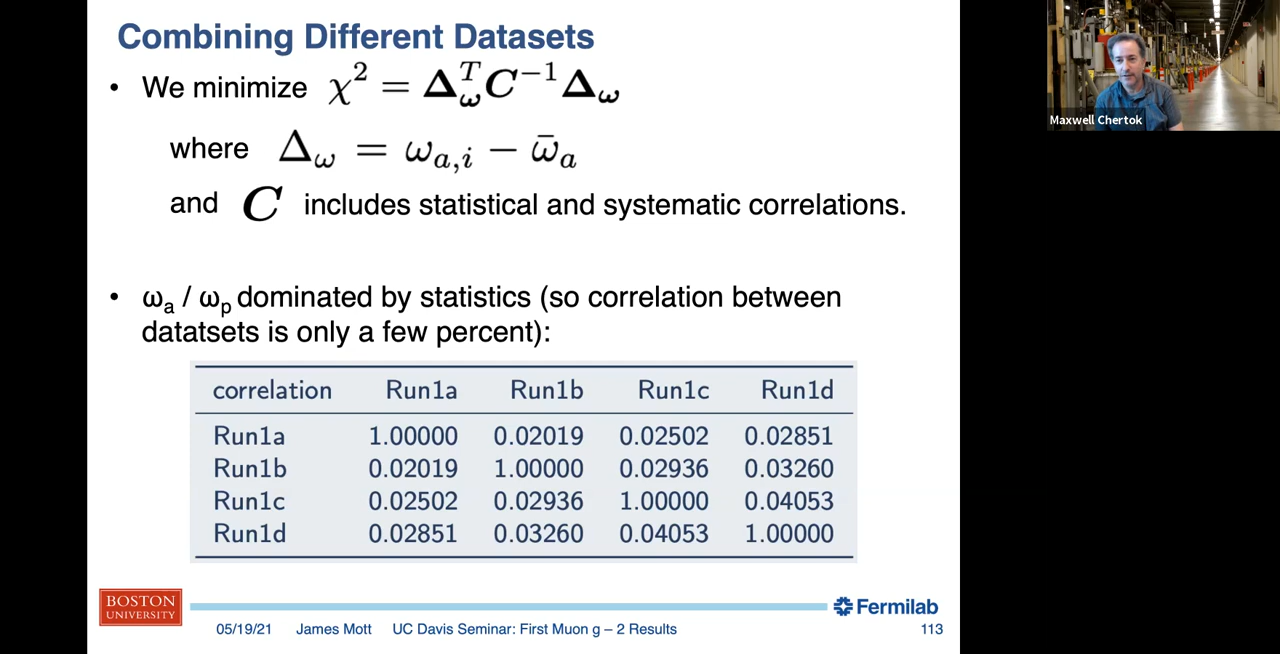 Combining Different Datasets
• We minimize χ² = Δ_ω^T C⁻¹ Δ_ω
where Δ_ω = ω_{a,i} − ω̄_a
and C includes statistical and systematic correlations.
• ωₐ / ωₚ dominated by statistics (so correlation between
datatsets is only a few percent):
correlation Run1a Run1b Run1c Run1d
Run1a 1.00000 0.02019 0.02502 0.02851
Run1b 0.02019 1.00000 0.02936 0.03260
Run1c 0.02502 0.02936 1.00000 0.04053
Run1d 0.02851 0.03260 0.04053 1.00000
BOSTON
UNIVERSITY
Fermilab
05/19/21 James Mott UC Davis Seminar: First Muon g – 2 Results 113
Maxwell Chertok